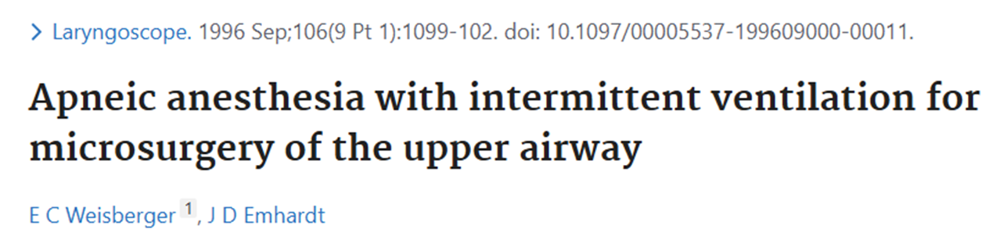 Laryngoscope. 1996 Sep;106(9 Pt 1):1099-102. doi: 10.1097/00005537-199609000-00011.
Apneic anesthesia with intermittent ventilation for
microsurgery of the upper airway
E C Weisberger 1, J D Emhardt